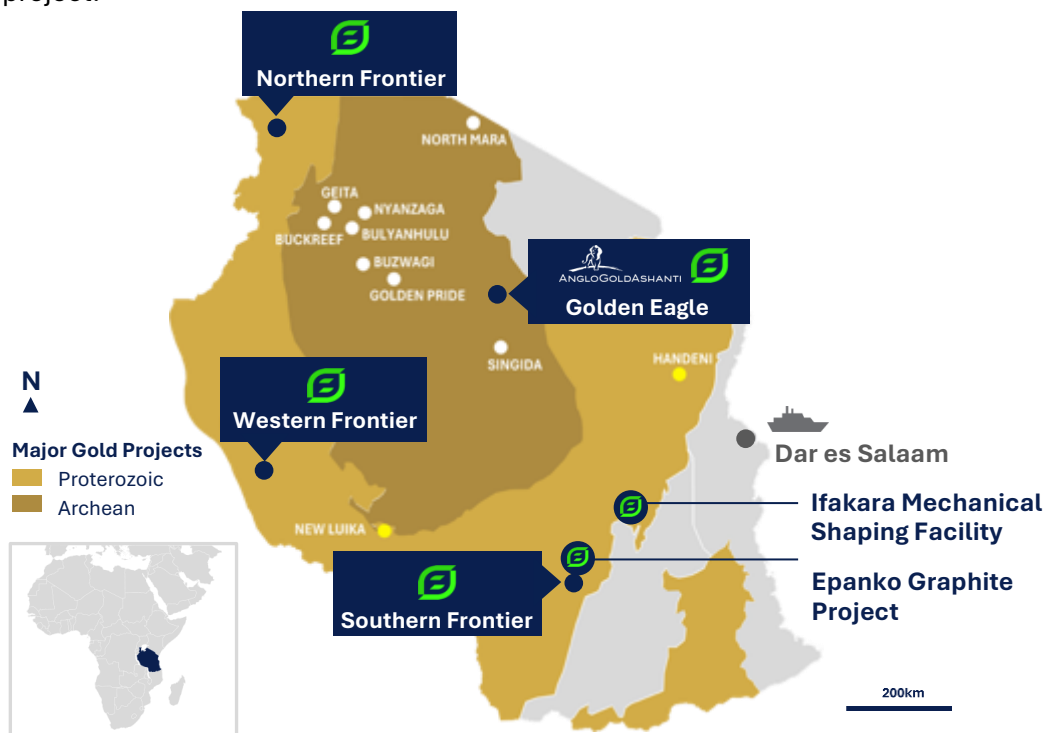 project.
Northern Frontier
NORTH MARA
GEITA
NYANZAGA
BUCKREEF
BULYANHULU
BUZWAGI
GOLDEN PRIDE
ANGLOGOLDASHANTI
Golden Eagle
SINGIDA
HANDENI
Western Frontier
N
Major Gold Projects
Proterozoic
Archean
Dar es Salaam
NEW LUIKA
Ifakara Mechanical
Shaping Facility
Southern Frontier
Epanko Graphite
Project
200km